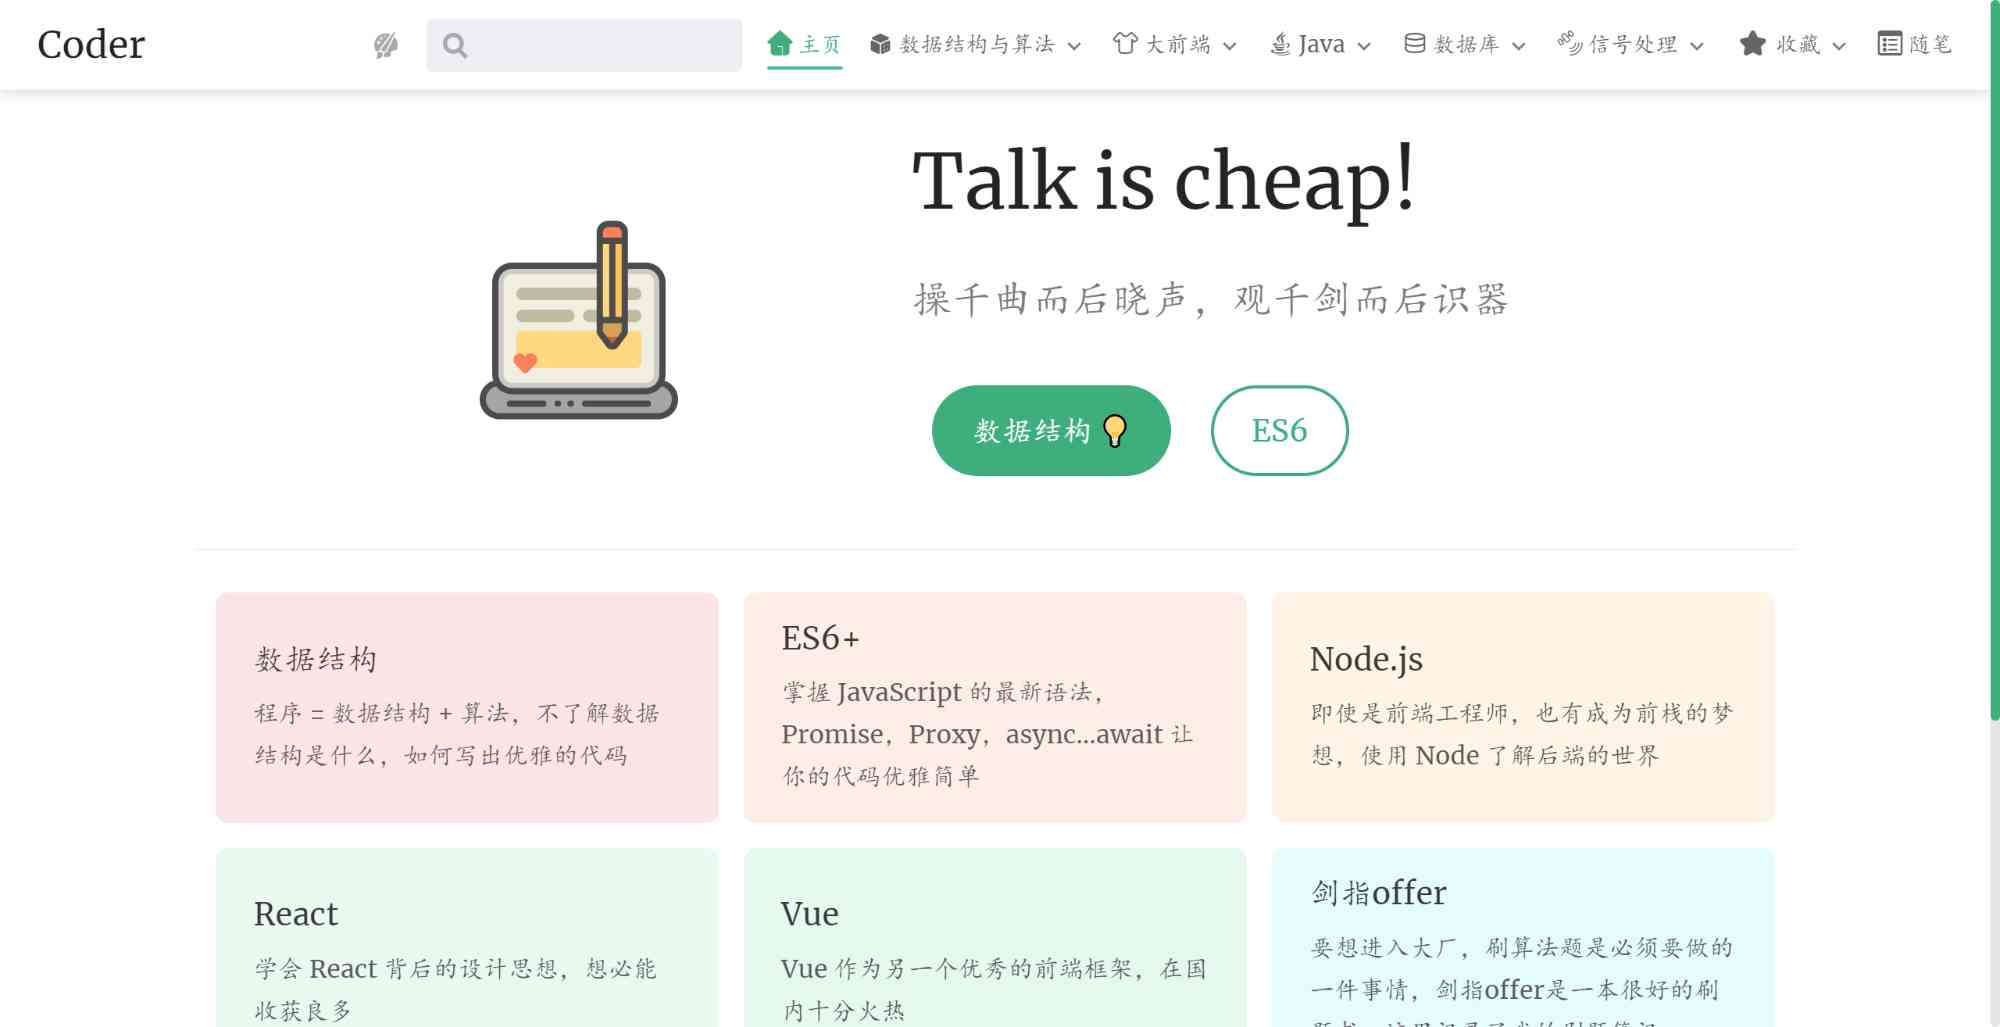 Coder
主页
数据结构与算法
大前端
Java
数据库
信号处理
收藏
随笔
Talk is cheap!
操千曲而后晓声，观千剑而后识器
数据结构
ES6
数据结构
程序 = 数据结构 + 算法，不了解数据
结构是什么，如何写出优雅的代码
ES6+
掌握 JavaScript 的最新语法，
Promise，Proxy，async...await 让
你的代码优雅简单
Node.js
即使是前端工程师，也有成为前栈的梦
想，使用 Node 了解后端的世界
React
学会 React 背后的设计思想，想必能
收获良多
Vue
Vue 作为另一个优秀的前端框架，在国
内十分火热
剑指offer
要想进入大厂，刷算法题是必须要做的
一件事情，剑指offer是一本很好的刷